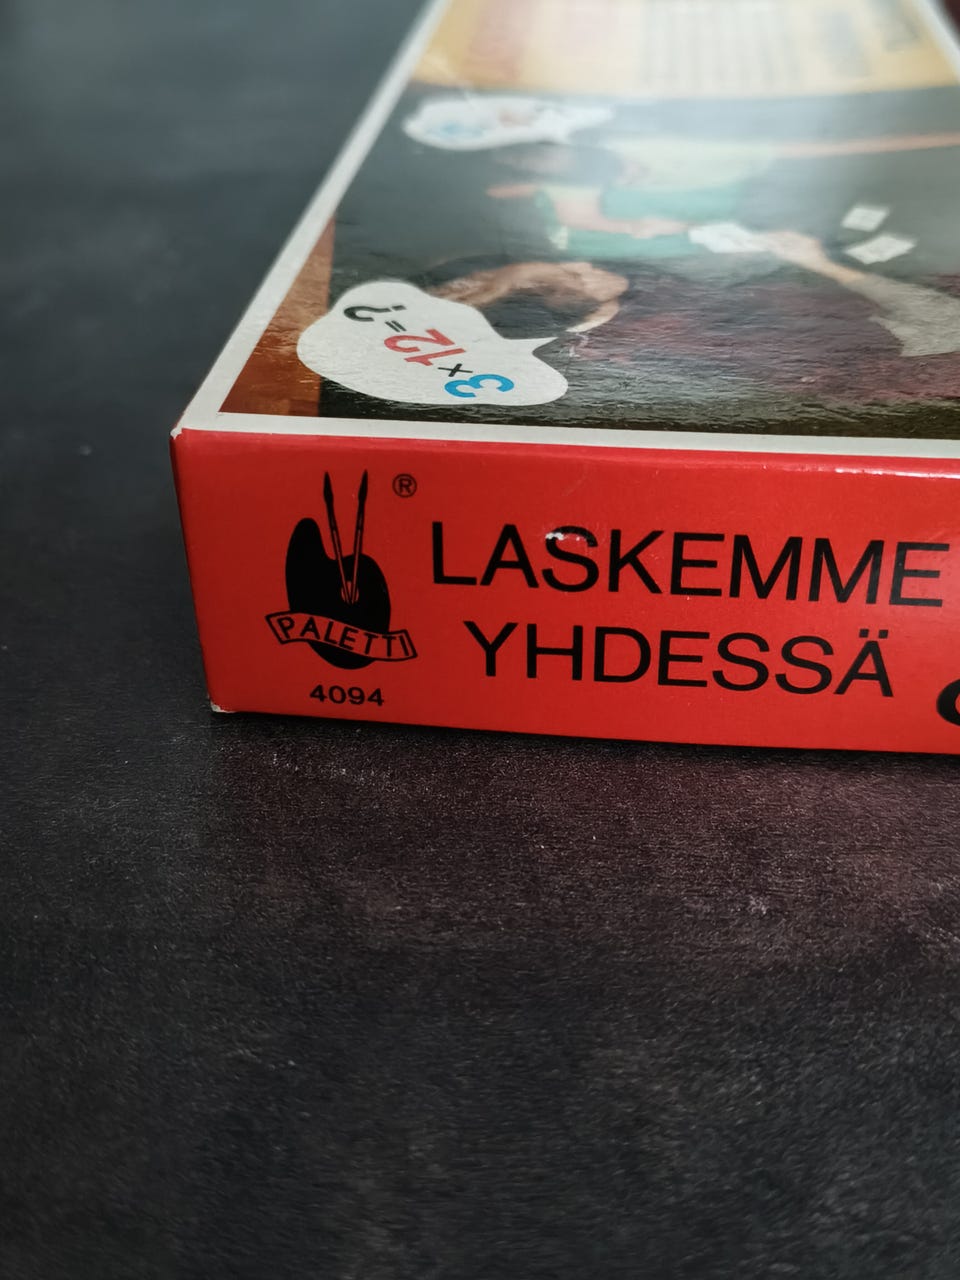 3 × 12 = ?
®
PALETTI
4094
LASKEMME
YHDESSÄ